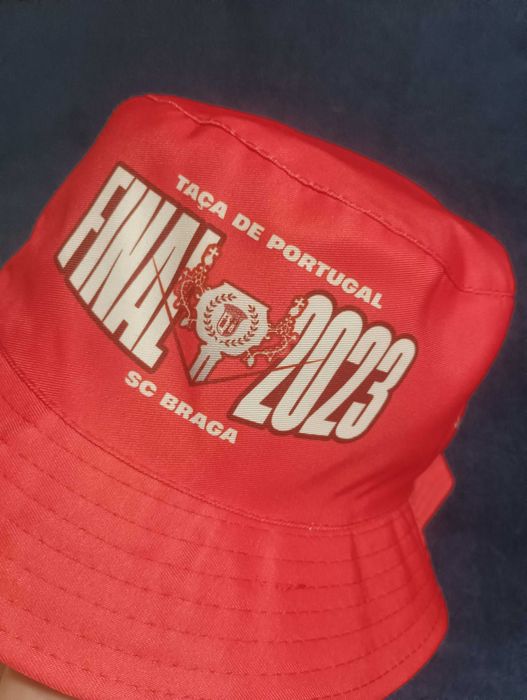 TAÇA DE PORTUGAL
FINAL 2023
SC BRAGA